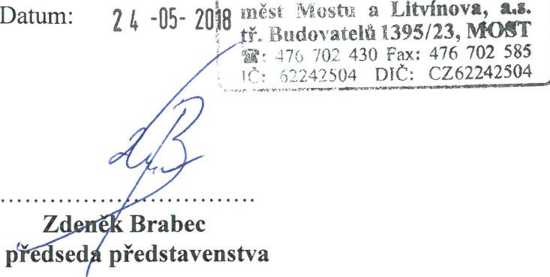 Datum: 24 -05- 2018
měst Mostu a Litvínova, a.s.
tř. Budovatelů 1395/23, MOST
☎: 476 702 430 Fax: 476 702 585
IČ: 62242504 DIČ: CZ62242504
Zdeněk Brabec
předseda představenstva